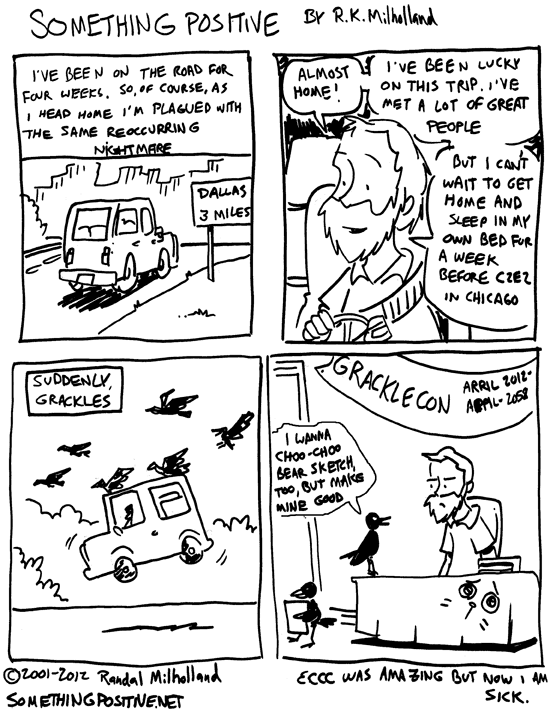 SOMETHING POSITIVE BY R.K. Milholland
I'VE BEEN ON THE ROAD FOR
FOUR WEEKS. SO, OF COURSE, AS
I HEAD HOME I'M PLAGUED WITH
THE SAME REOCCURRING
NIGHTMARE
DALLAS
3 MILES
ALMOST
HOME!
I'VE BEEN LUCKY
ON THIS TRIP. I'VE
MET A LOT OF GREAT
PEOPLE
BUT I CAN'T
WAIT TO GET
HOME AND
SLEEP IN MY
OWN BED FUR
A WEEK
BEFORE C2E2
IN CHICAGO
SUDDENLY,
GRACKLES
GRACKLECON
ARRIL 2012-
APRIL-2058
I WANNA
CHOO-CHOO
BEAR SKETCH,
TOO, BUT MAKE
MINE GOOD
©2001-2012 Randal Milholland
SOMETHINGPOSITIVE.NET
ECCC WAS AMAZING BUT NOW I AM
SICK.